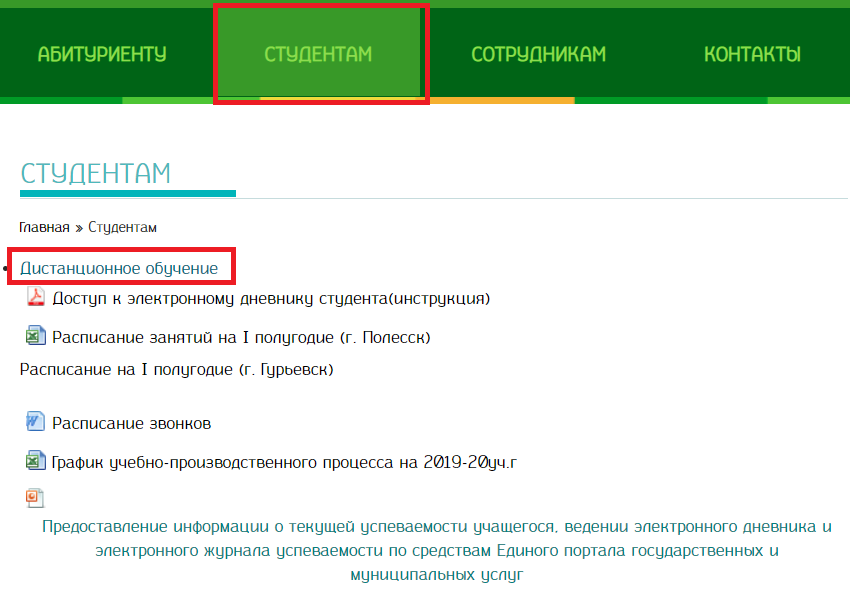 АБИТУРИЕНТУ СТУДЕНТАМ СОТРУДНИКАМ КОНТАКТЫ
СТУДЕНТАМ
Главная » Студентам
Дистанционное обучение
Доступ к электронному дневнику студента(инструкция)
Расписание занятий на I полугодие (г. Полесск)
Расписание на I полугодие (г. Гурьевск)
Расписание звонков
График учебно-производственного процесса на 2019-20уч.г
Предоставление информации о текущей успеваемости учащегося, ведении электронного дневника и
электронного журнала успеваемости по средствам Единого портала государственных и
муниципальных услуг